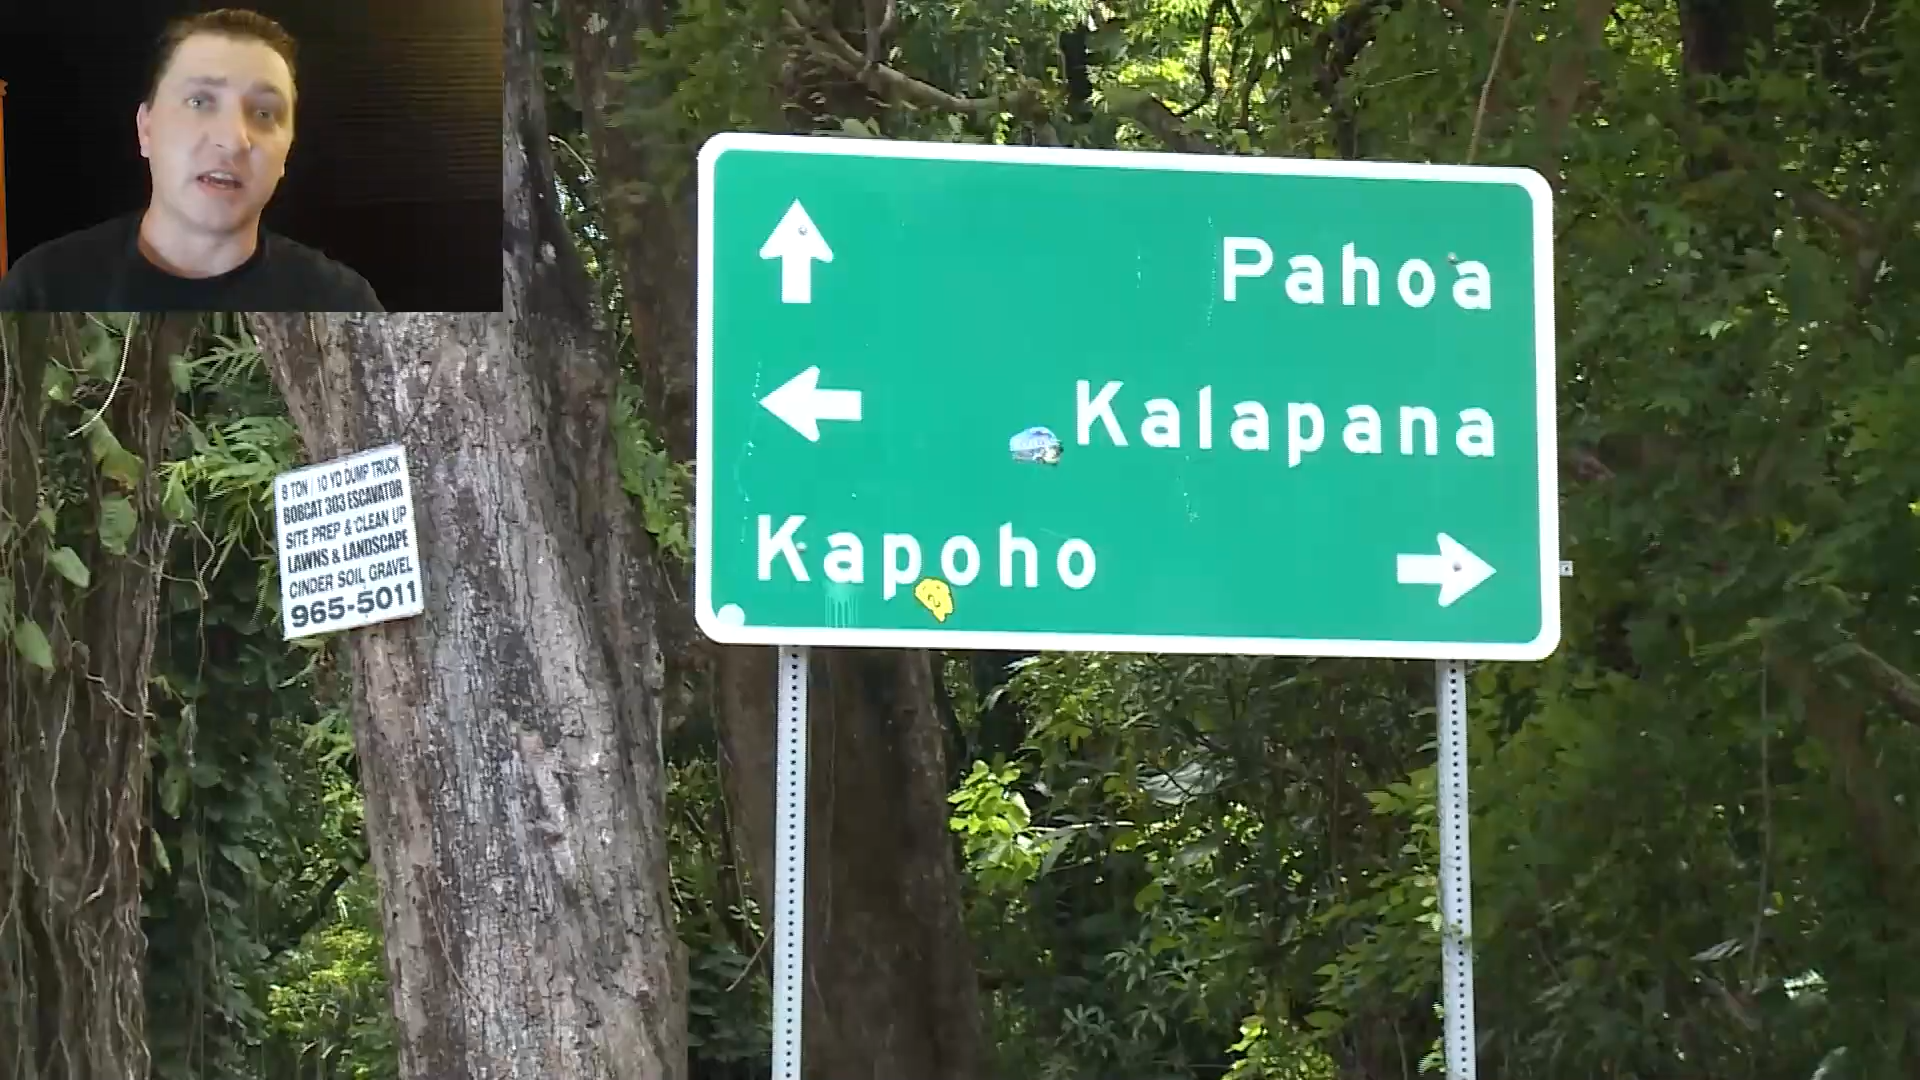 8 TON / 10 YD DUMP TRUCK
BOBCAT 303 ESCAVATOR
SITE PREP & CLEAN UP
LAWNS & LANDSCAPE
CINDER SOIL GRAVEL
965-5011
Pahoa
Kalapana
Kapoho